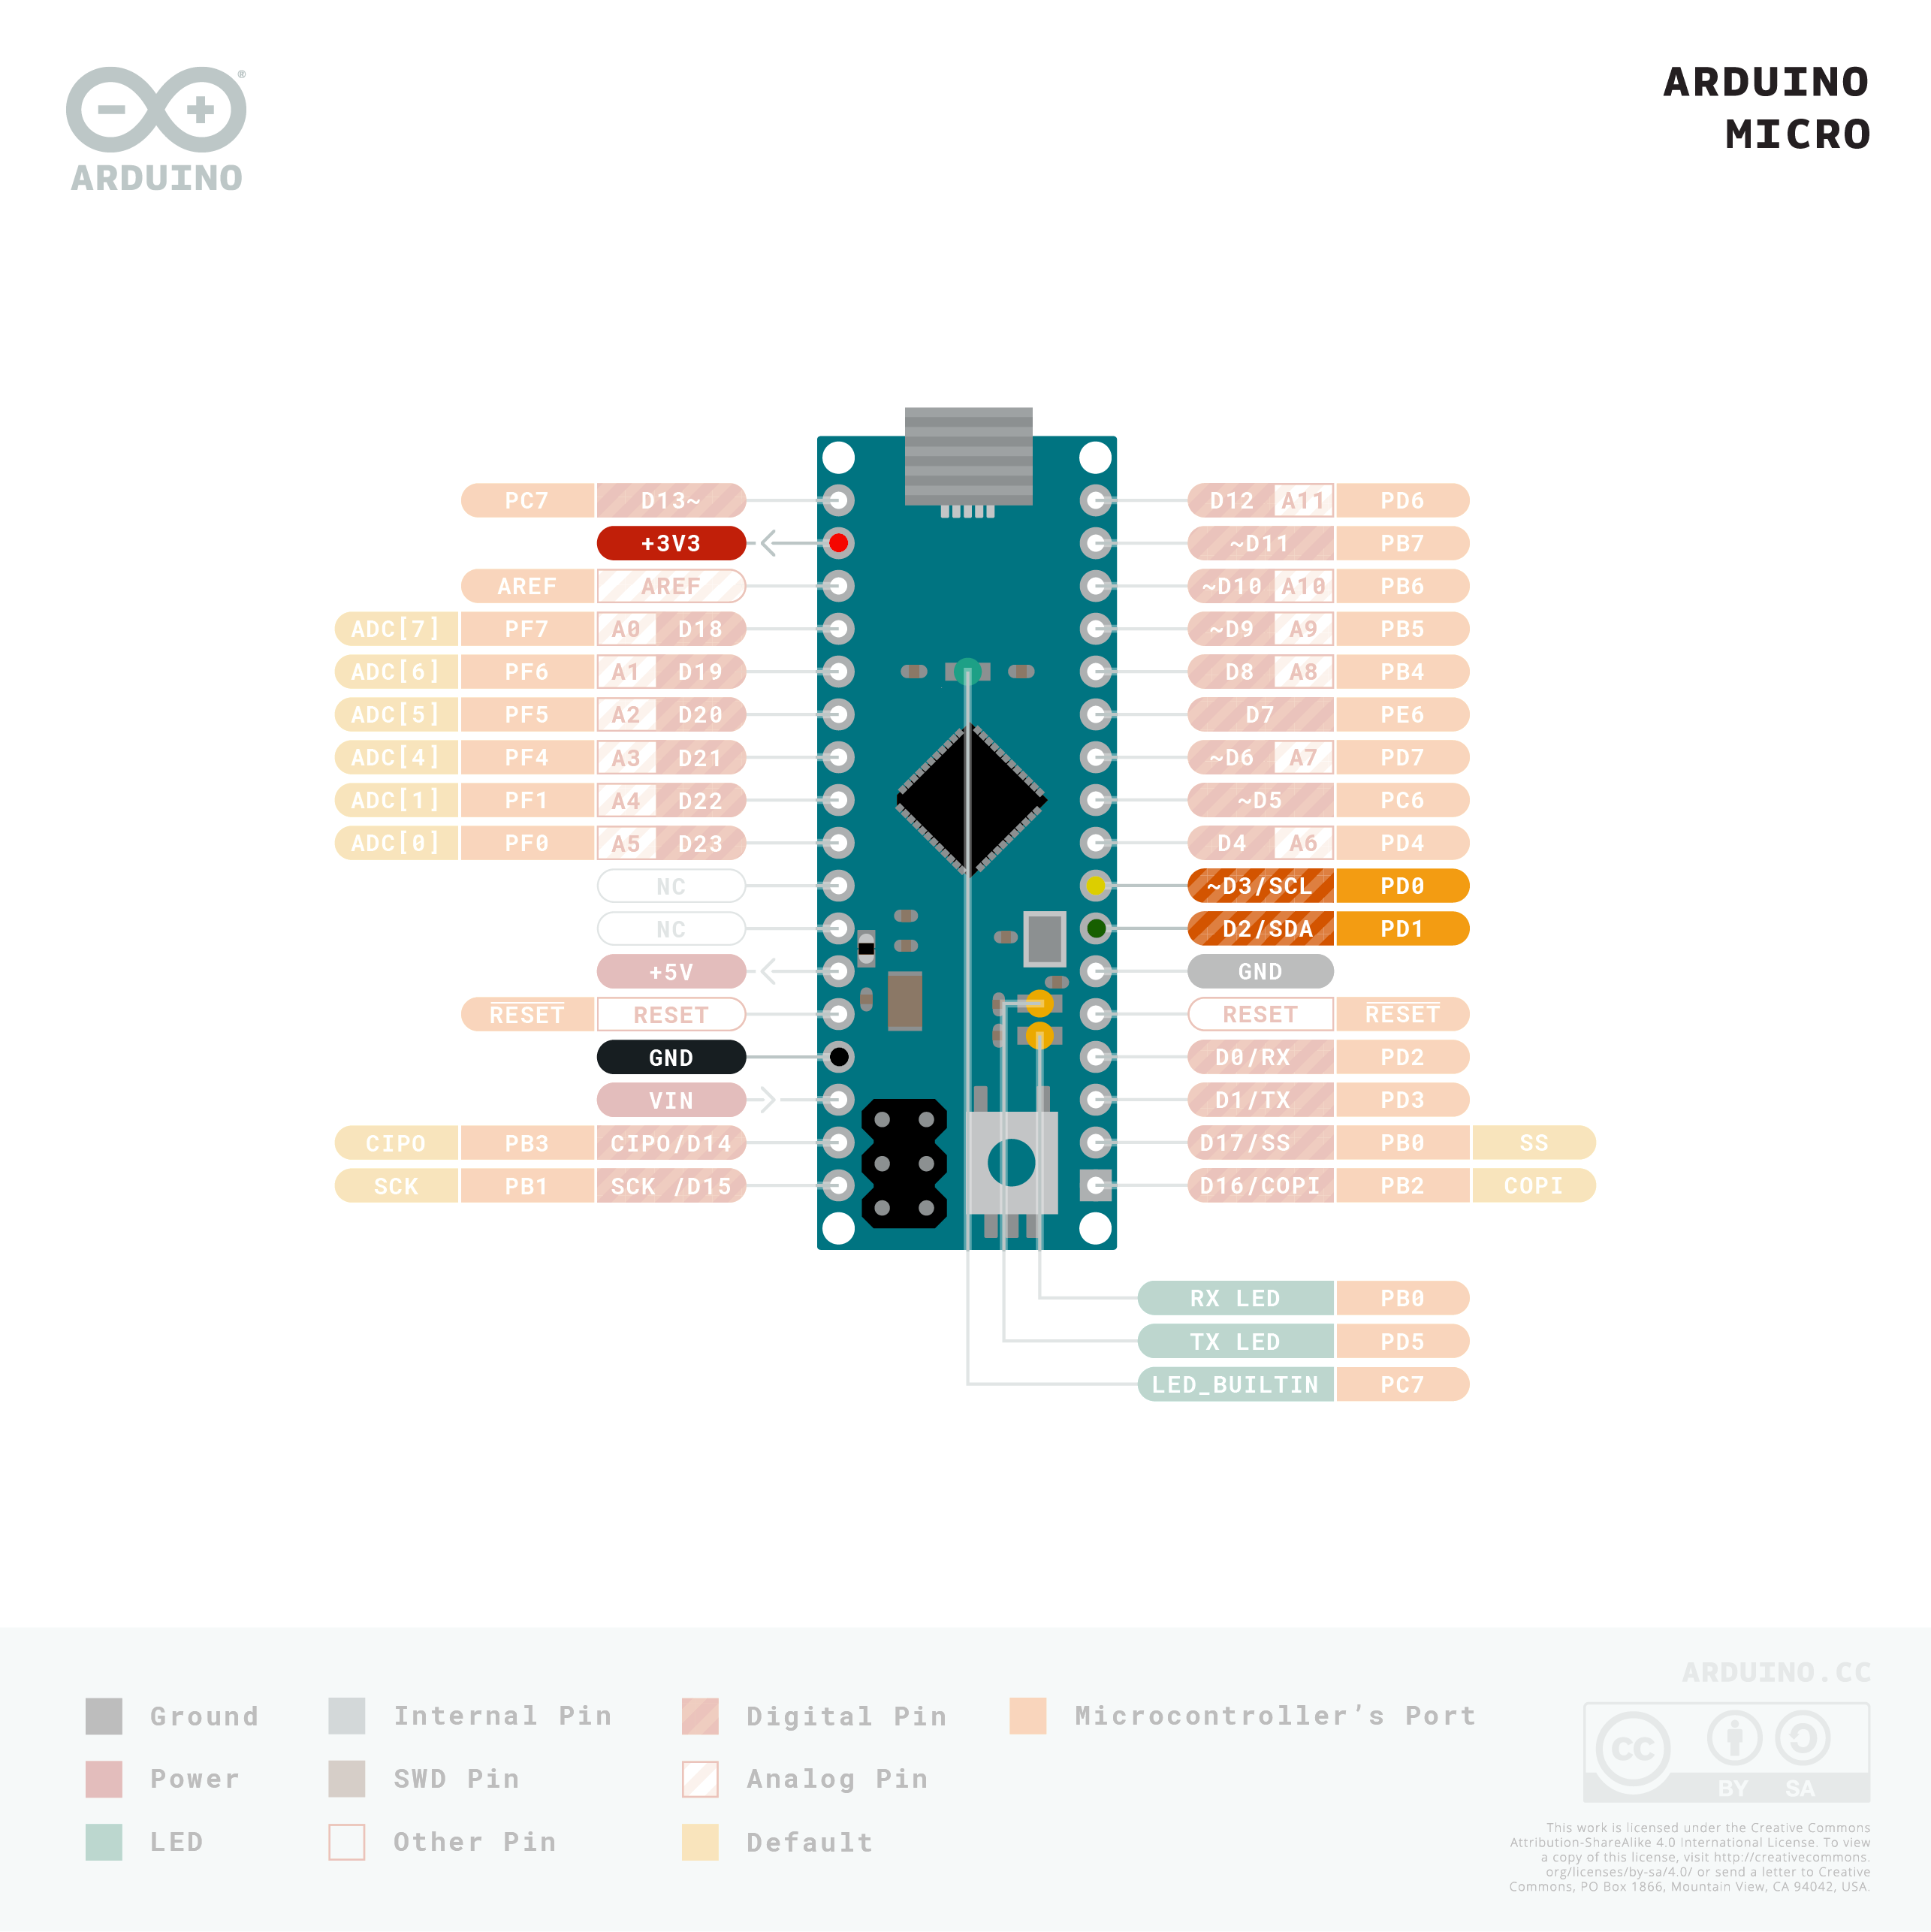 ARDUINO
MICRO
®
ARDUINO
PC7 D13~ D12 A11 PD6
+3V3 ~D11 PB7
AREF AREF ~D10 A10 PB6
ADC[7] PF7 A0 D18 ~D9 A9 PB5
ADC[6] PF6 A1 D19 D8 A8 PB4
ADC[5] PF5 A2 D20 D7 PE6
ADC[4] PF4 A3 D21 ~D6 A7 PD7
ADC[1] PF1 A4 D22 ~D5 PC6
ADC[0] PF0 A5 D23 D4 A6 PD4
NC ~D3/SCL PD0
NC D2/SDA PD1
+5V GND
RESET RESET RESET RESET
GND D0/RX PD2
VIN D1/TX PD3
CIPO PB3 CIPO/D14 D17/SS PB0 SS
SCK PB1 SCK /D15 D16/COPI PB2 COPI
RX LED PB0
TX LED PD5
LED_BUILTIN PC7
Ground
Power
LED
Internal Pin
SWD Pin
Other Pin
Digital Pin
Analog Pin
Default
Microcontroller’s Port
ARDUINO.CC
cc
BY SA
This work is licensed under the Creative Commons
Attribution-ShareAlike 4.0 International License. To view
a copy of this license, visit http://creativecommons.
org/licenses/by-sa/4.0/ or send a letter to Creative
Commons, PO Box 1866, Mountain View, CA 94042, USA.